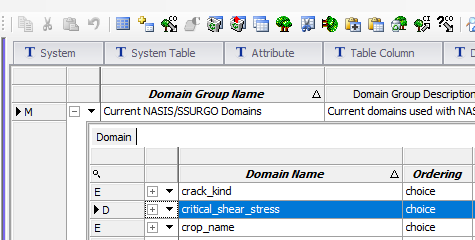 System System Table Attribute Table Column D
Domain Group Name Domain Group Description
M Current NASIS/SSURGO Domains Current domains used with NAS
Domain
Domain Name Ordering
E crack_kind choice
D critical_shear_stress choice
E crop_name choice